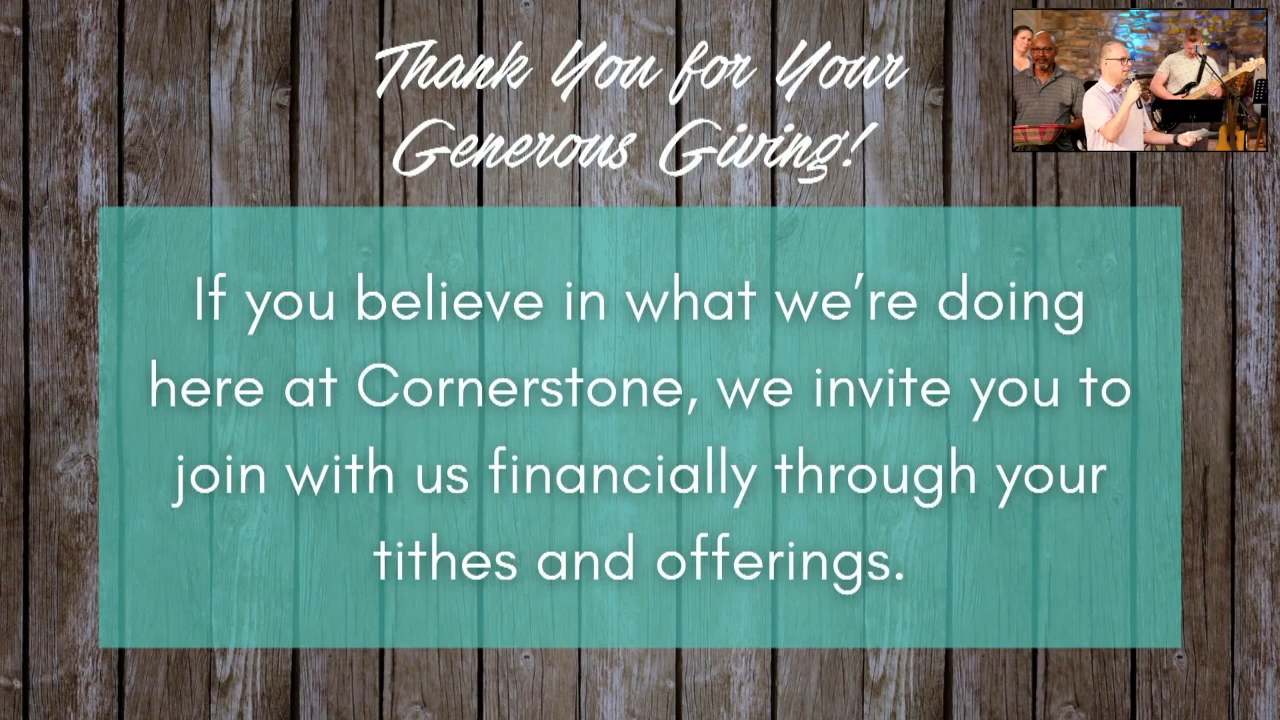 Thank You for Your
Generous Giving!
If you believe in what we’re doing
here at Cornerstone, we invite you to
join with us financially through your
tithes and offerings.